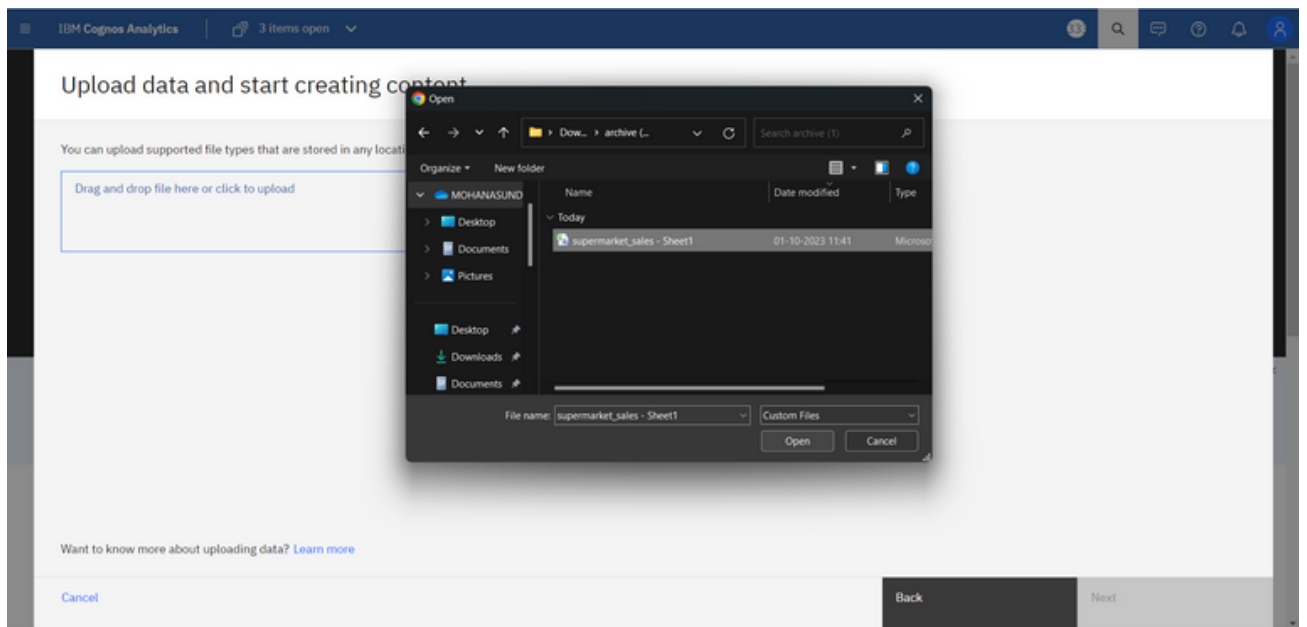 IBM Cognos Analytics
3 items open
33
Upload data and start creating content
Open
Dow... > archive (...
Search archive (1)
You can upload supported file types that are stored in any locati
Organize
New folder
Drag and drop file here or click to upload
MOHANASUND
Desktop
Documents
Pictures
Desktop
Downloads
Documents
Name
Date modified
Type
Today
supermarket_sales - Sheet1
01-10-2023 11:41
Microso
File name:
supermarket_sales - Sheet1
Custom Files
Open
Cancel
Want to know more about uploading data? Learn more
Cancel
Back
Next